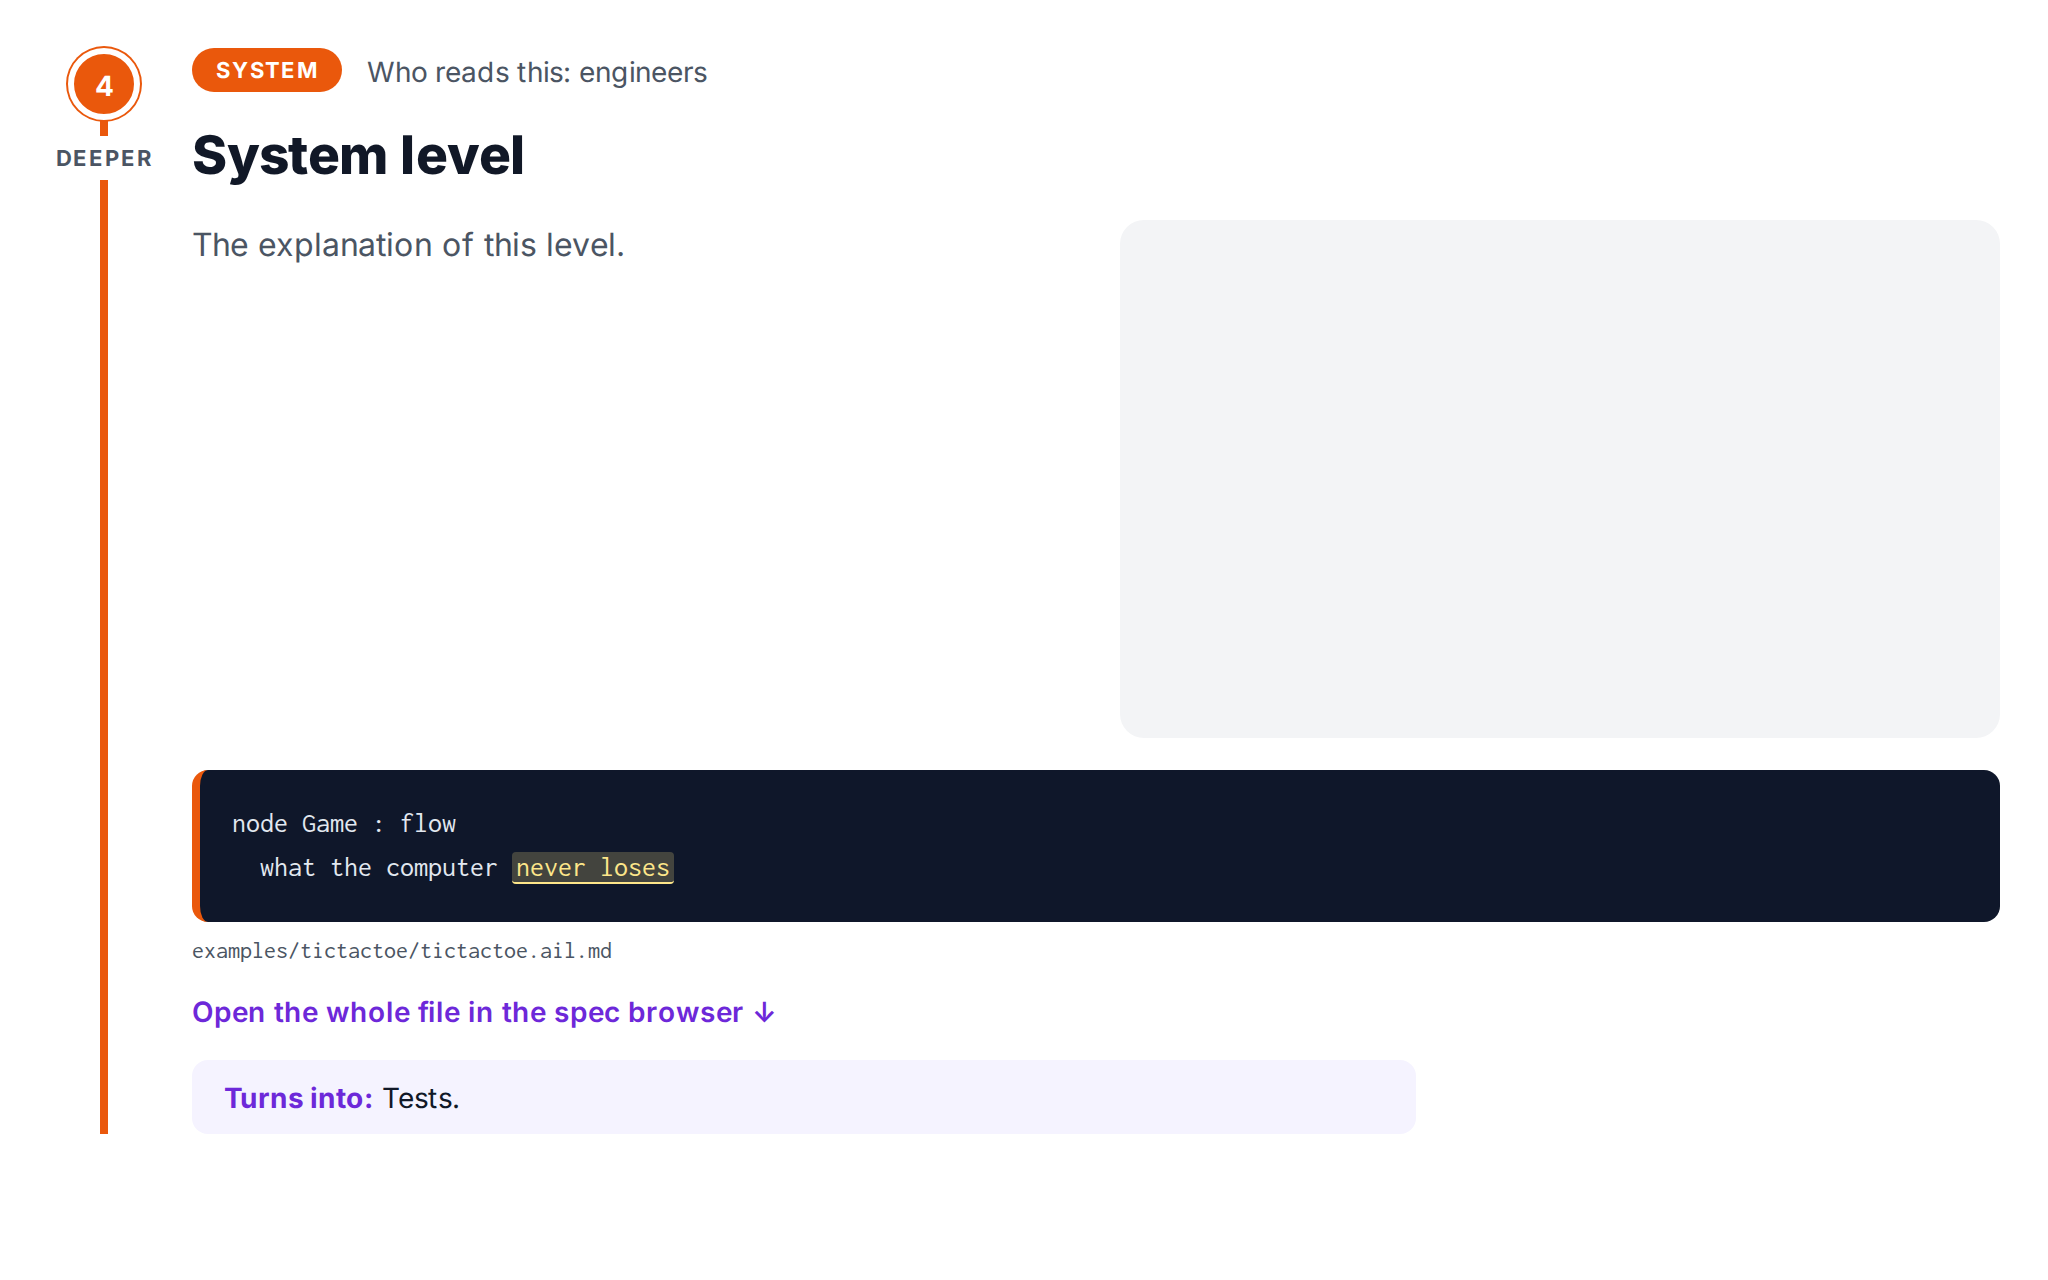 4
SYSTEM
Who reads this: engineers
DEEPER
System level
The explanation of this level.
node Game : flow
what the computer never loses
examples/tictactoe/tictactoe.ail.md
Open the whole file in the spec browser ↓
Turns into: Tests.